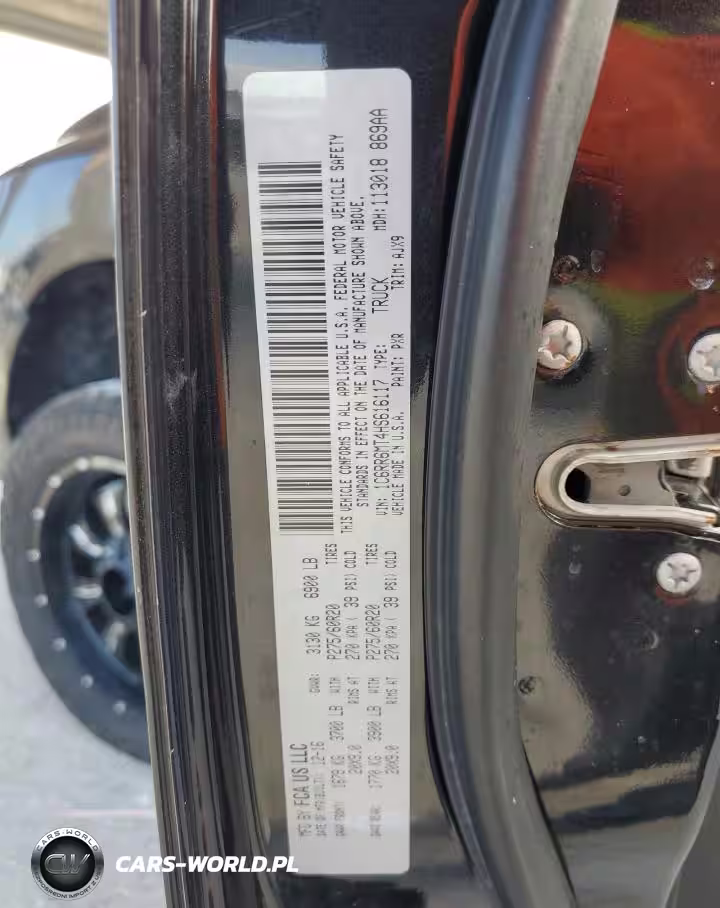 MFD BY FCA US LLC
DATE OF MFR(BUILT): 12-16 GVWR: 3130 KG 6900 LB
GAWR FRONT: 1679 KG 3700 LB WITH P275/60R20 TIRES
20X9.0 RIMS AT 270 KPA ( 39 PSI) COLD
GAWR REAR: 1770 KG 3900 LB WITH P275/60R20 TIRES
20X9.0 RIMS AT 270 KPA ( 39 PSI) COLD
THIS VEHICLE CONFORMS TO ALL APPLICABLE U.S.A. FEDERAL MOTOR VEHICLE SAFETY
STANDARDS IN EFFECT ON THE DATE OF MANUFACTURE SHOWN ABOVE.
VIN: 1C6RR6MT4HS616117 TYPE: TRUCK MDH: 113018 869AA
VEHICLE MADE IN U.S.A. PAINT: PXR TRIM: AJX9
CW
CARS-WORLD.PL